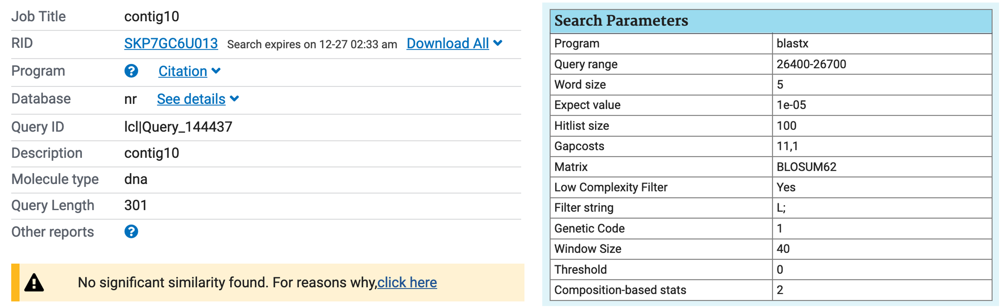 Job Title contig10
RID SKP7GC6U013 Search expires on 12-27 02:33 am Download All
Program ? Citation
Database nr See details
Query ID lcl|Query_144437
Description contig10
Molecule type dna
Query Length 301
Other reports ?
No significant similarity found. For reasons why,click here
Search Parameters
Program blastx
Query range 26400-26700
Word size 5
Expect value 1e-05
Hitlist size 100
Gapcosts 11,1
Matrix BLOSUM62
Low Complexity Filter Yes
Filter string L;
Genetic Code 1
Window Size 40
Threshold 0
Composition-based stats 2